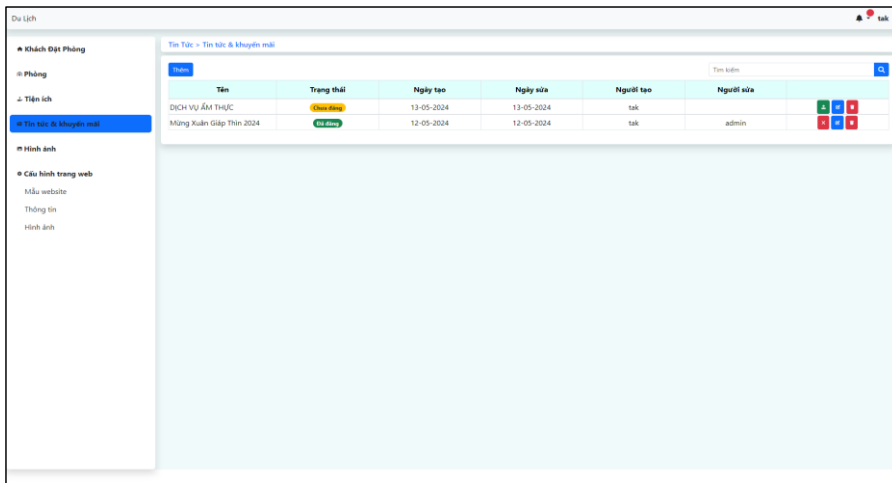 Du Lịch
tak
Khách Đặt Phòng
Phòng
Tiện ích
Tin tức & khuyến mãi
Hình ảnh
Cấu hình trang web
Mẫu website
Thông tin
Hình ảnh
Tin Tức > Tin tức & khuyến mãi
Thêm
Tìm kiếm
Tên Trạng thái Ngày tạo Ngày sửa Người tạo Người sửa
DỊCH VỤ ẨM THỰC Chưa đăng 13-05-2024 13-05-2024 tak
Mừng Xuân Giáp Thìn 2024 Đã đăng 12-05-2024 12-05-2024 tak admin